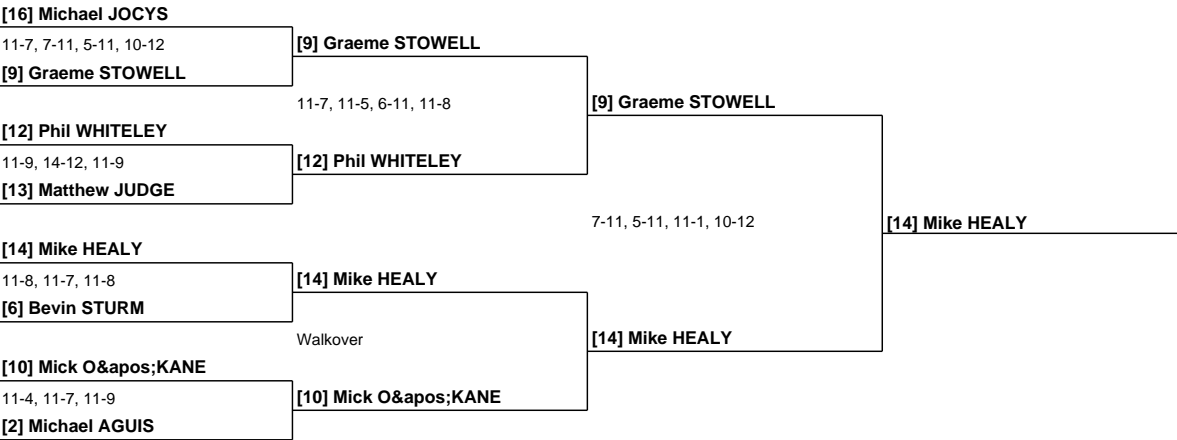 [16] Michael JOCYS
11-7, 7-11, 5-11, 10-12
[9] Graeme STOWELL
[9] Graeme STOWELL
11-7, 11-5, 6-11, 11-8
[9] Graeme STOWELL
[12] Phil WHITELEY
11-9, 14-12, 11-9
[12] Phil WHITELEY
[13] Matthew JUDGE
7-11, 5-11, 11-1, 10-12
[14] Mike HEALY
[14] Mike HEALY
11-8, 11-7, 11-8
[14] Mike HEALY
[6] Bevin STURM
Walkover
[14] Mike HEALY
[10] Mick O&apos;KANE
11-4, 11-7, 11-9
[10] Mick O&apos;KANE
[2] Michael AGUIS